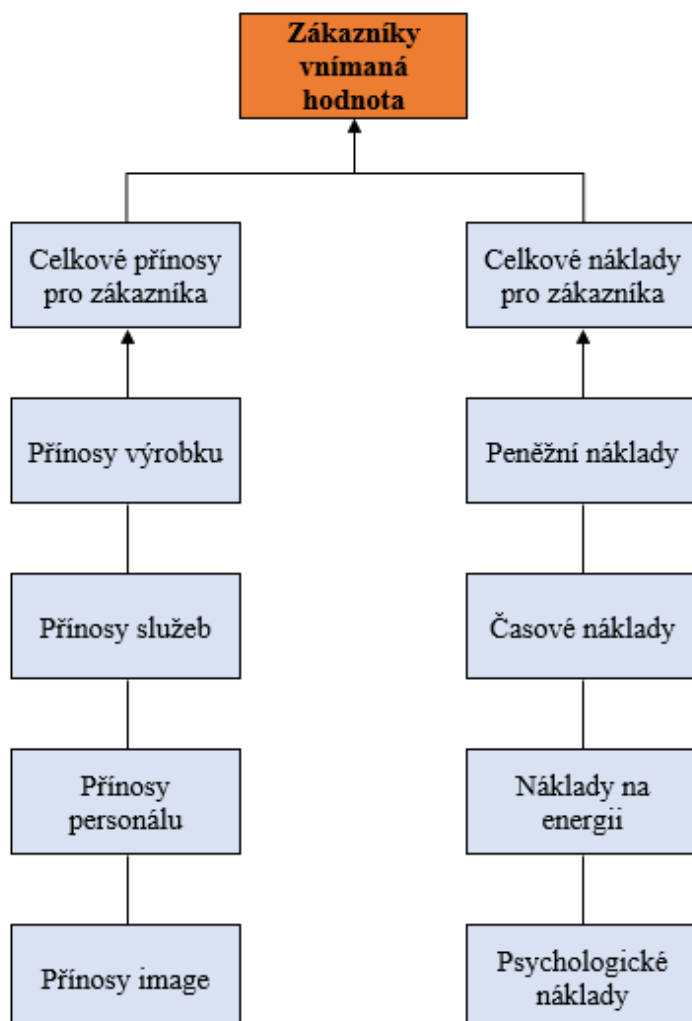 Zákazníky
vnímaná
hodnota
Celkové přínosy
pro zákazníka
Celkové náklady
pro zákazníka
Přínosy výrobku
Peněžní náklady
Přínosy služeb
Časové náklady
Přínosy
personálu
Náklady na
energii
Přínosy image
Psychologické
náklady